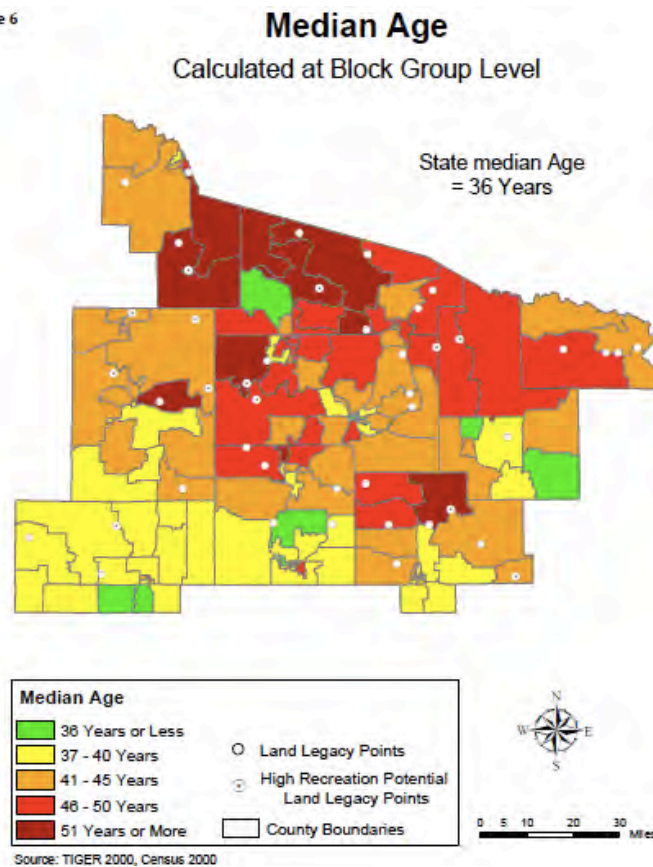 e 6
Median Age
Calculated at Block Group Level
State median Age
= 36 Years
Median Age
36 Years or Less
37 - 40 Years
41 - 45 Years
46 - 50 Years
51 Years or More
Land Legacy Points
High Recreation Potential
Land Legacy Points
County Boundaries
N
W E
S
0 5 10 20 30
Miles
Source: TIGER 2000, Census 2000